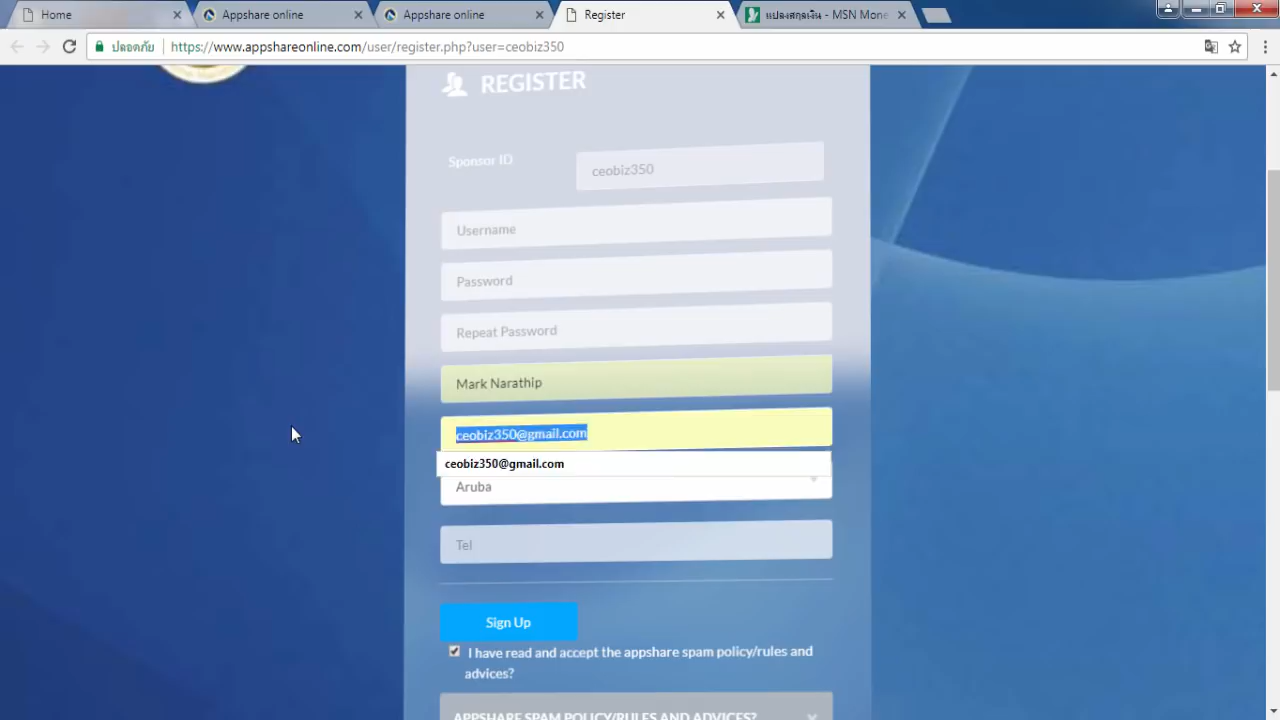 Home
Appshare online
Appshare online
Register
แปลงสกุลเงิน - MSN Mone
ปลอดภัย https://www.appshareonline.com/user/register.php?user=ceobiz350
REGISTER
Sponsor ID
ceobiz350
Username
Password
Repeat Password
Mark Narathip
ceobiz350@gmail.com
ceobiz350@gmail.com
Aruba
Tel
Sign Up
I have read and accept the appshare spam policy/rules and
advices?
APPSHARE SPAM POLICY/RULES AND ADVICES?